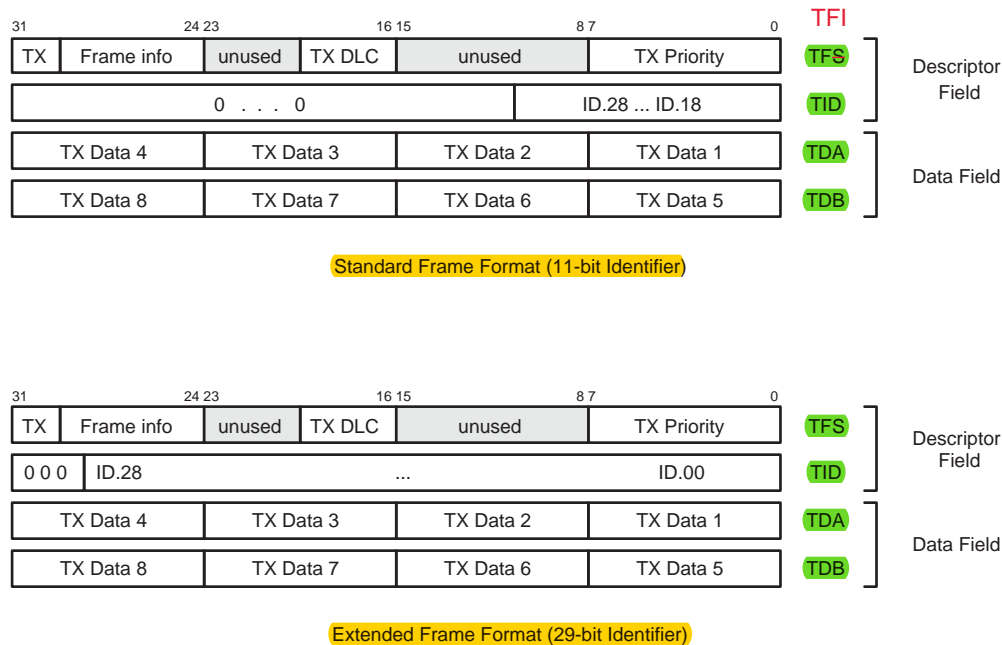 TFI
31 24 23 16 15 8 7 0
TX Frame info unused TX DLC unused TX Priority TFS
0 . . . 0 ID.28 ... ID.18 TID
Descriptor
Field
TX Data 4 TX Data 3 TX Data 2 TX Data 1 TDA
TX Data 8 TX Data 7 TX Data 6 TX Data 5 TDB
Data Field
Standard Frame Format (11-bit Identifier)
31 24 23 16 15 8 7 0
TX Frame info unused TX DLC unused TX Priority TFS
0 0 0 ID.28 ... ID.00 TID
Descriptor
Field
TX Data 4 TX Data 3 TX Data 2 TX Data 1 TDA
TX Data 8 TX Data 7 TX Data 6 TX Data 5 TDB
Data Field
Extended Frame Format (29-bit Identifier)